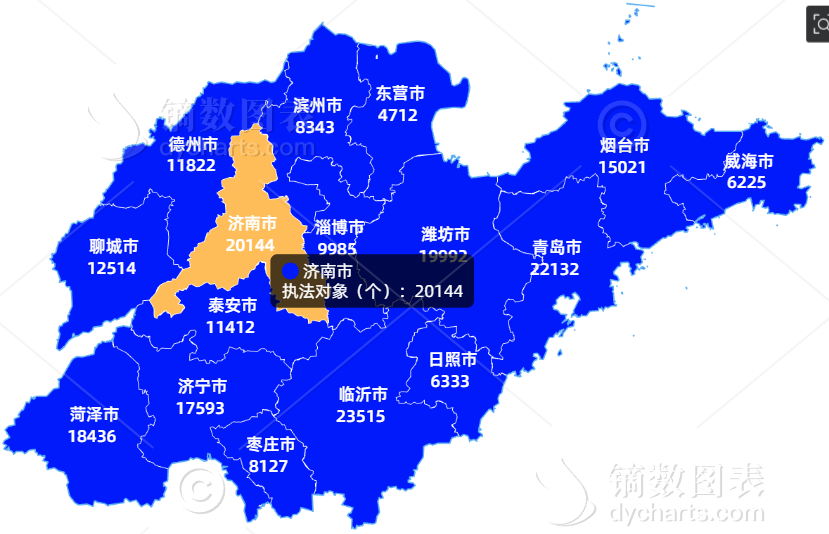 滨州市
8343
东营市
4712
镝数图表
dycharts.com
德州市
11822
烟台市
15021
威海市
6225
济南市
20144
聊城市
12514
淄博市
9985
潍坊市
19992
青岛市
22132
济南市
执法对象（个）: 20144
泰安市
11412
日照市
6333
济宁市
17593
临沂市
23515
菏泽市
18436
枣庄市
8127
镝数图表
dycharts.com